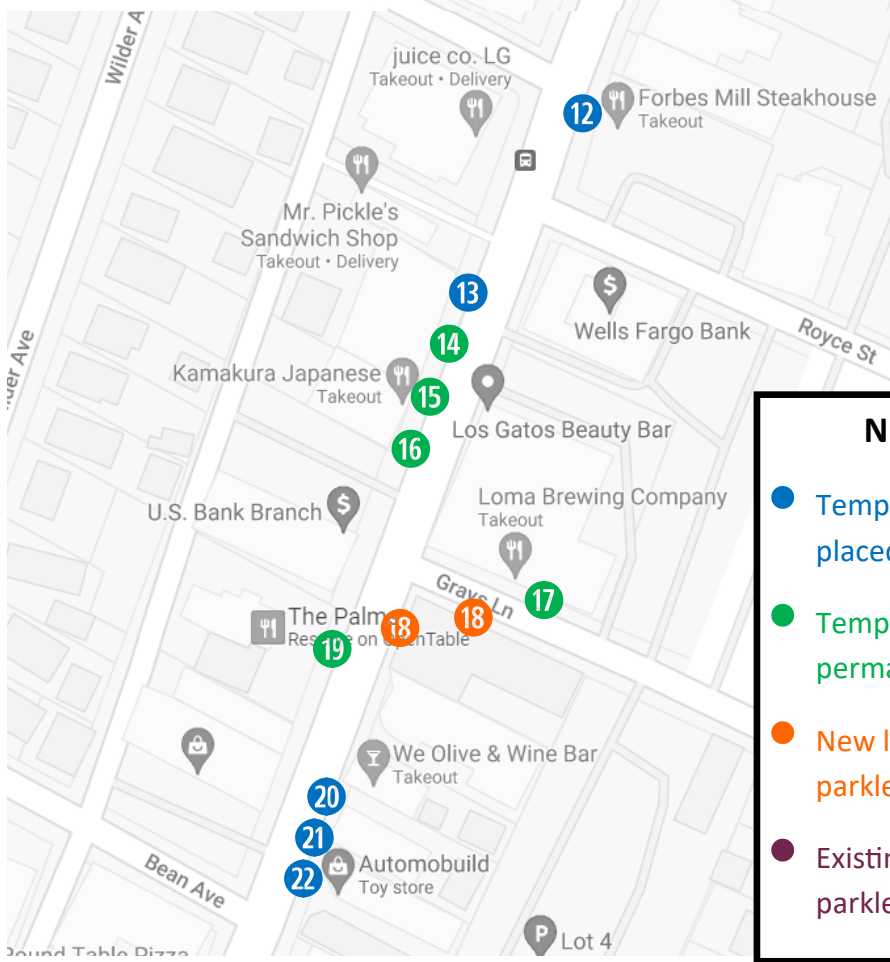 Wilder A
juice co. LG
Takeout • Delivery
12
Forbes Mill Steakhouse
Takeout
Mr. Pickle's
Sandwich Shop
Takeout • Delivery
13
Wells Fargo Bank
Royce St
14
der Ave
Kamakura Japanese
Takeout
15
Los Gatos Beauty Bar
16
N
Loma Brewing Company
Takeout
U.S. Bank Branch
Temp
placed
Grays Ln
17
The Palm
18
18
Temp
perma
19
New l
parkle
We Olive & Wine Bar
Takeout
20
21
Automobuild
Toy store
22
Existin
parkle
Bean Ave
Lot 4
P
Round Table Pizza